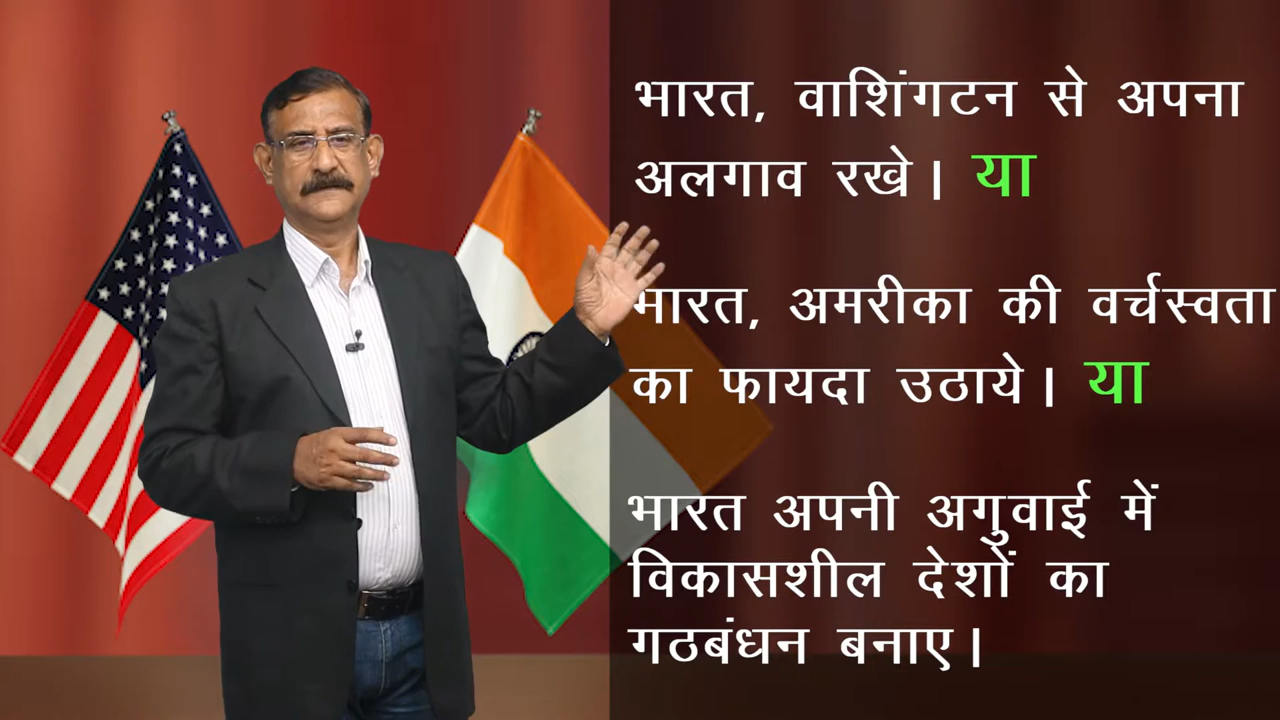 भारत, वाशिंगटन से अपना
अलगाव रखे। या
भारत, अमरीका की वर्चस्वता
का फायदा उठाये। या
भारत अपनी अगुवाई में
विकासशील देशों का
गठबंधन बनाए।